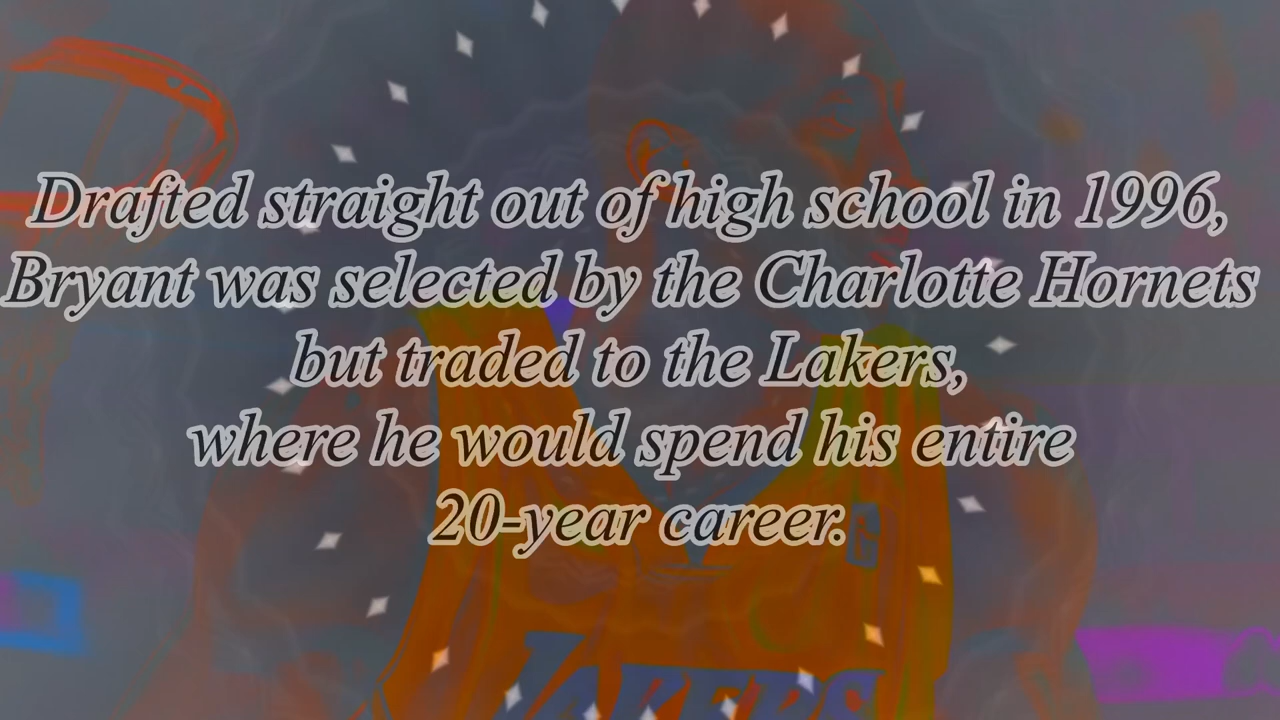 Drafted straight out of high school in 1996,
Bryant was selected by the Charlotte Hornets
but traded to the Lakers,
where he would spend his entire
20-year career.
LAKERS